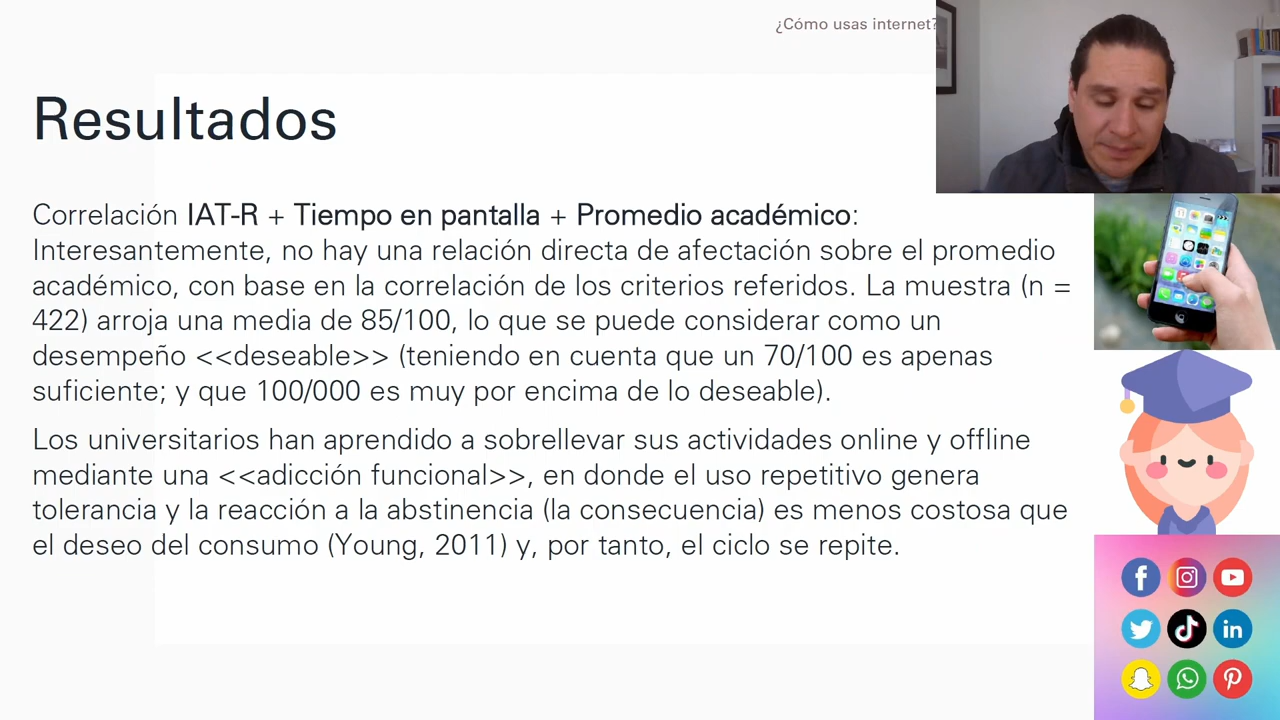 ¿Cómo usas internet?
Resultados
Correlación IAT-R + Tiempo en pantalla + Promedio académico:
Interesantemente, no hay una relación directa de afectación sobre el promedio
académico, con base en la correlación de los criterios referidos. La muestra (n =
422) arroja una media de 85/100, lo que se puede considerar como un
desempeño <<deseable>> (teniendo en cuenta que un 70/100 es apenas
suficiente; y que 100/000 es muy por encima de lo deseable).
Los universitarios han aprendido a sobrellevar sus actividades online y offline
mediante una <<adicción funcional>>, en donde el uso repetitivo genera
tolerancia y la reacción a la abstinencia (la consecuencia) es menos costosa que
el deseo del consumo (Young, 2011) y, por tanto, el ciclo se repite.